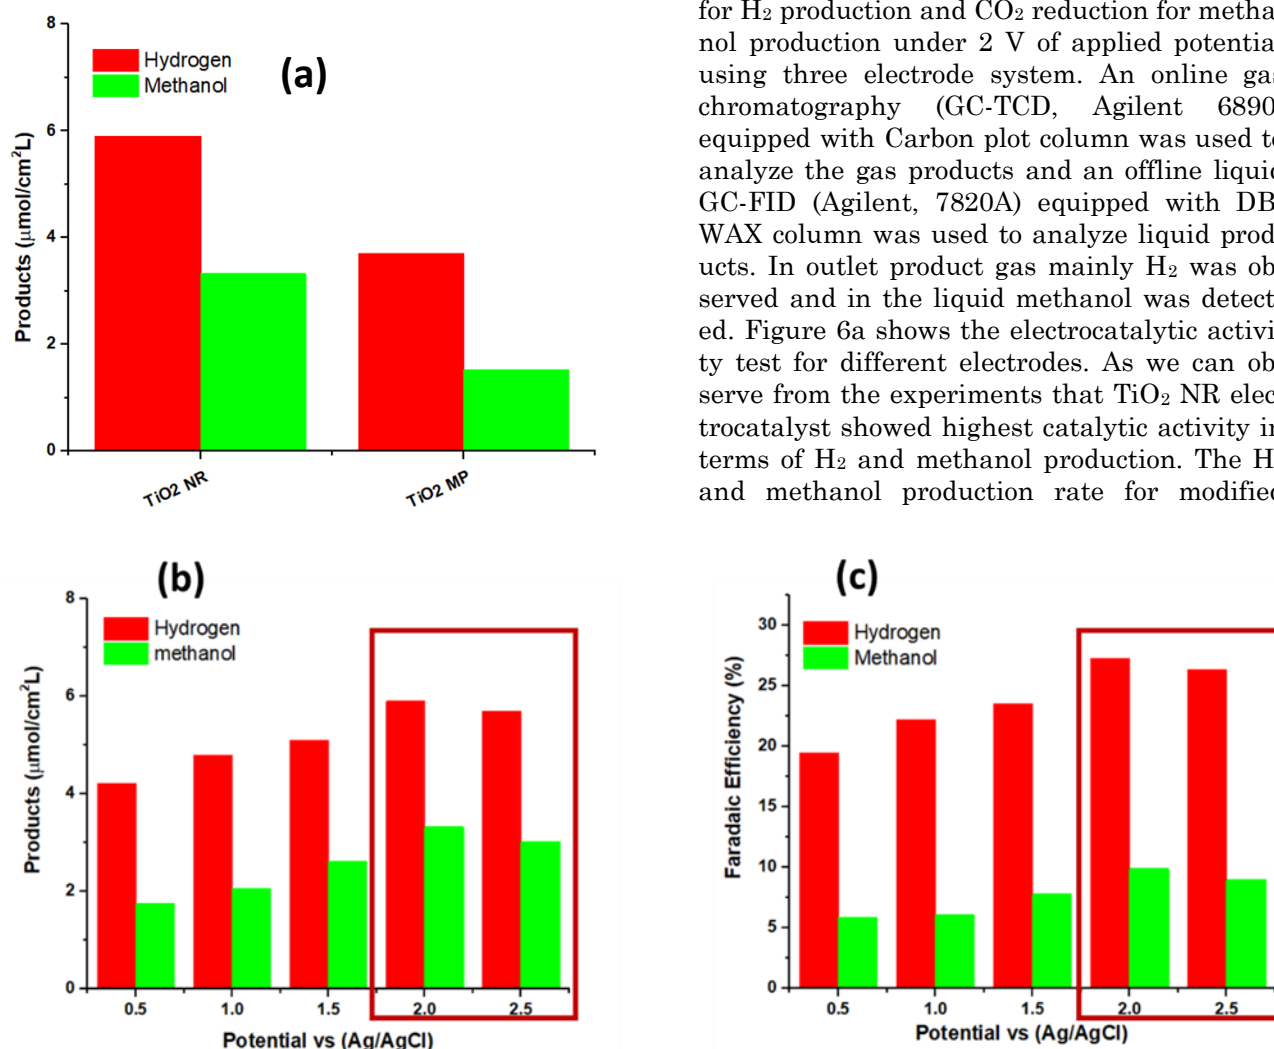 8
6
4
2
0
Products (μmol/cm²L)
Hydrogen
Methanol
(a)
TiO2 NR
TiO2 MP
for H₂ production and CO₂ reduction for metha
nol production under 2 V of applied potential
using three electrode system. An online gas
chromatography (GC-TCD, Agilent 6890)
equipped with Carbon plot column was used to
analyze the gas products and an offline liquid
GC-FID (Agilent, 7820A) equipped with DB-
WAX column was used to analyze liquid prod
ucts. In outlet product gas mainly H₂ was ob
served and in the liquid methanol was detect
ed. Figure 6a shows the electrocatalytic activi
ty test for different electrodes. As we can ob
serve from the experiments that TiO₂ NR elec
trocatalyst showed highest catalytic activity in
terms of H₂ and methanol production. The H
and methanol production rate for modified
(b)
8
6
4
2
0
Products (μmol/cm²L)
Hydrogen
methanol
0.5 1.0 1.5 2.0 2.5
Potential vs (Ag/AgCl)
(c)
30
25
20
15
10
5
0
Faradaic Efficiency (%)
Hydrogen
Methanol
0.5 1.0 1.5 2.0 2.5
Potential vs (Ag/AgCl)